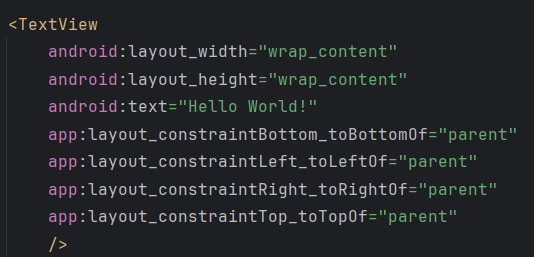 <TextView
android:layout_width="wrap_content"
android:layout_height="wrap_content"
android:text="Hello World!"
app:layout_constraintBottom_toBottomOf="parent"
app:layout_constraintLeft_toLeftOf="parent"
app:layout_constraintRight_toRightOf="parent"
app:layout_constraintTop_toTopOf="parent"
/>